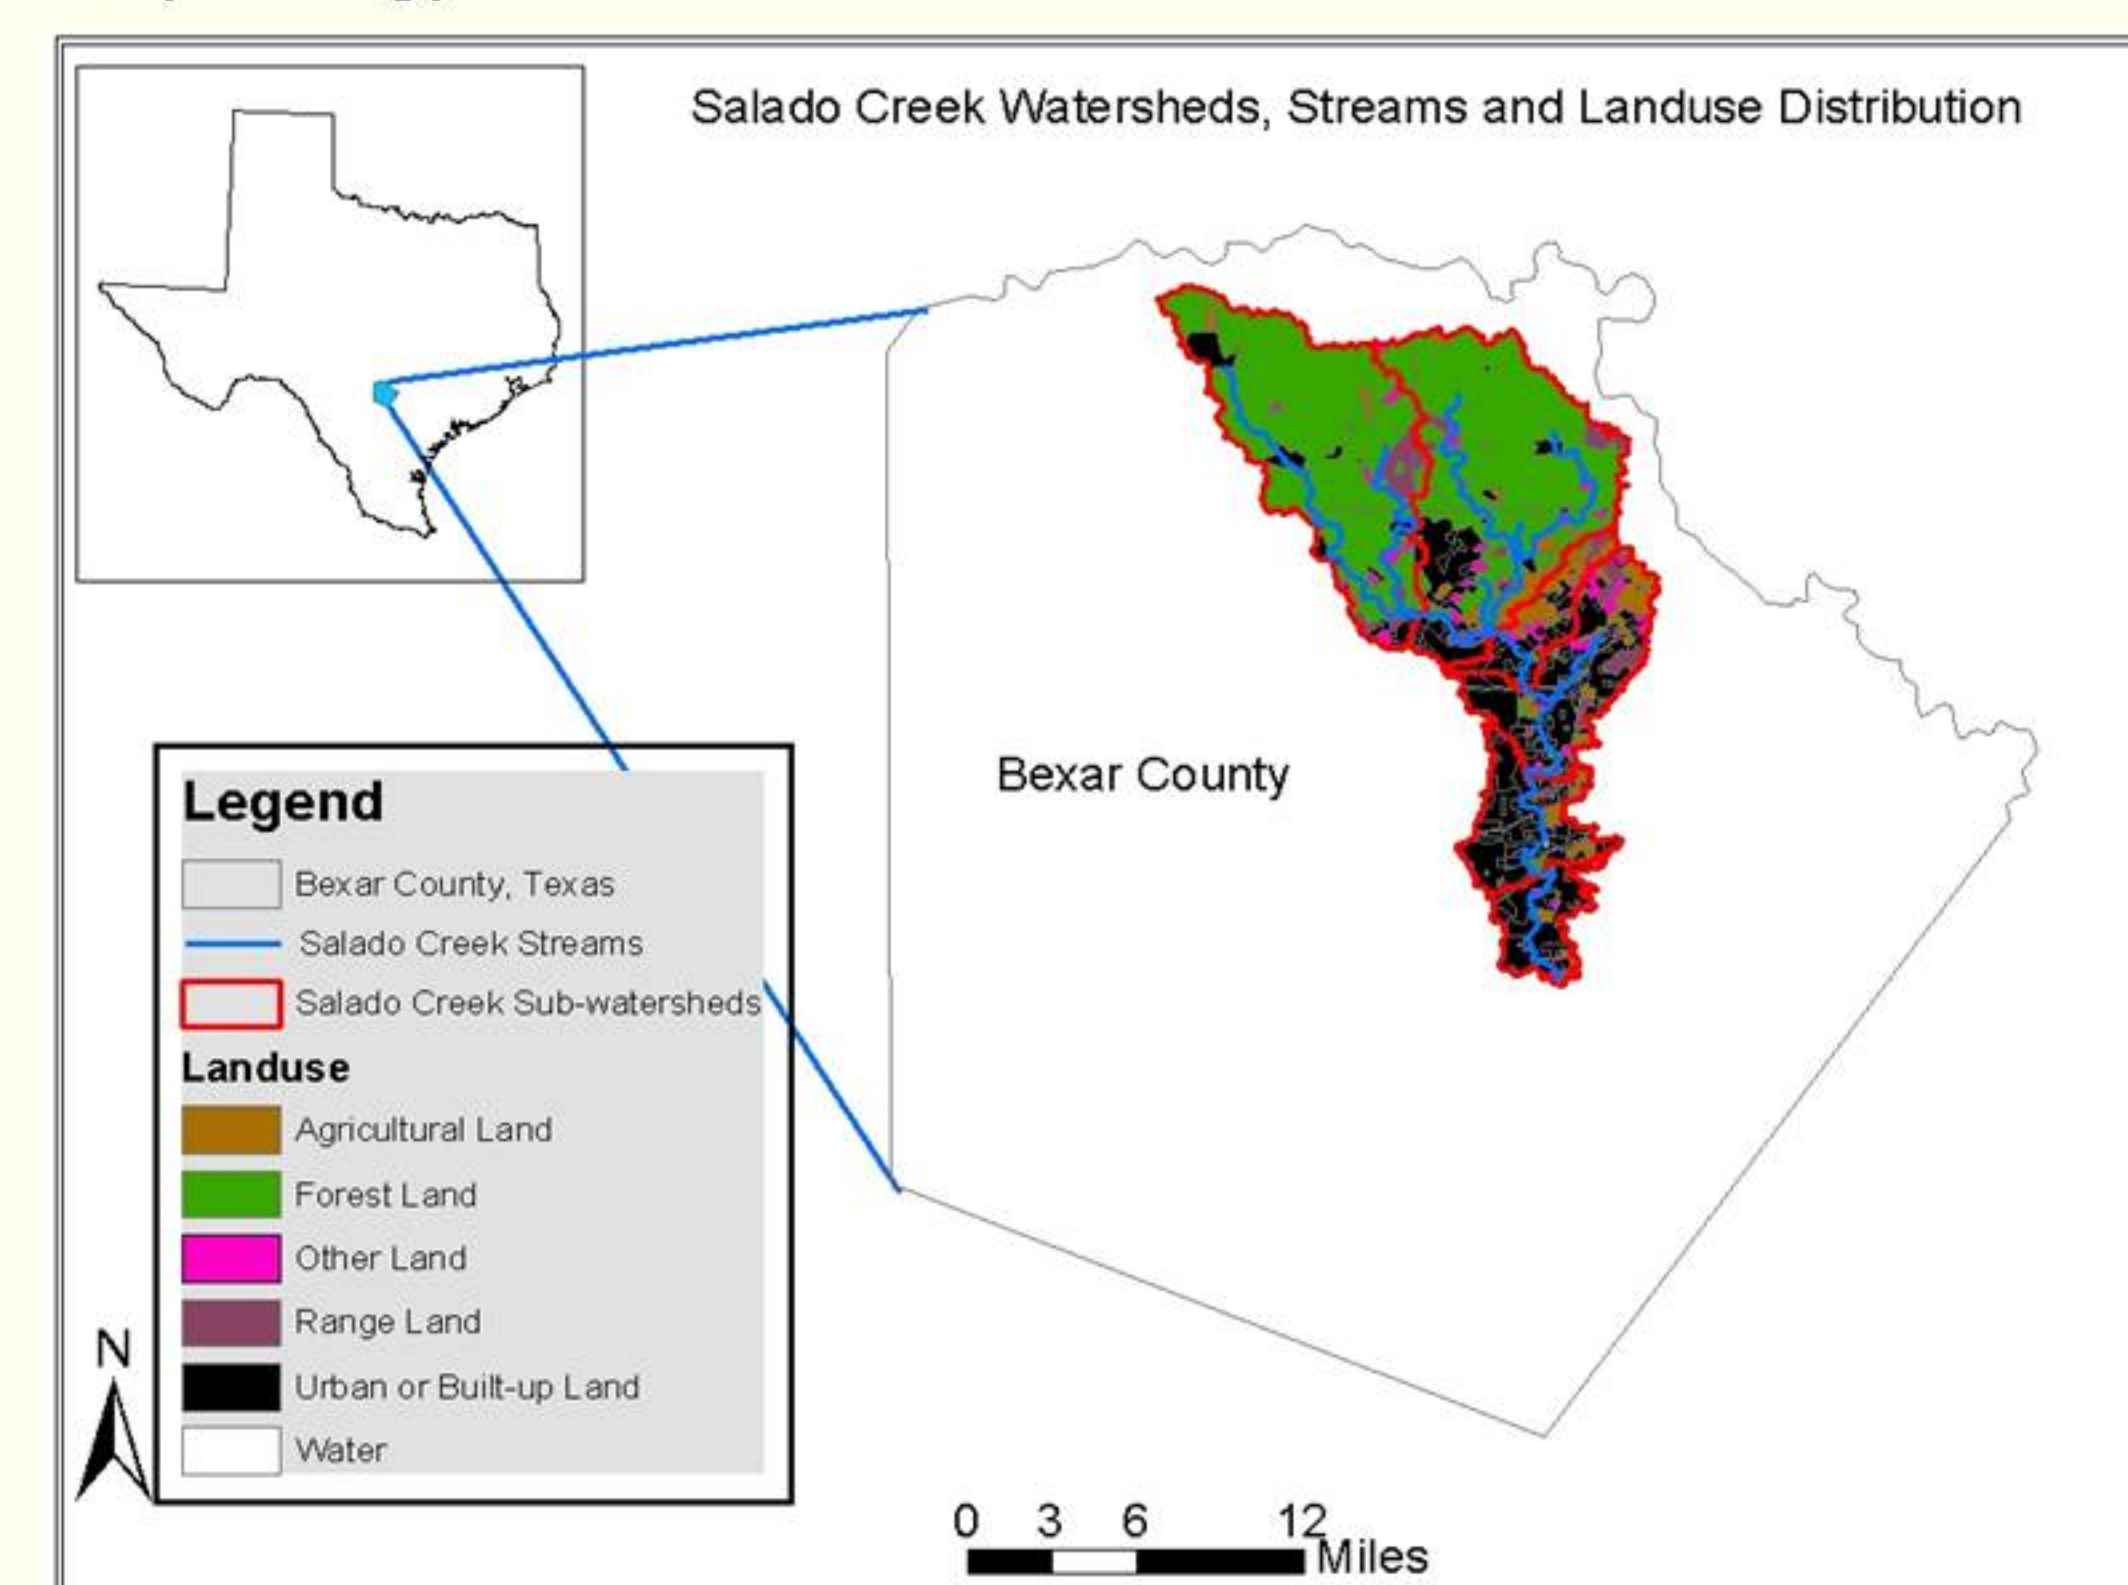 Salado Creek Watersheds, Streams and Landuse Distribution
Bexar County
Legend
Bexar County, Texas
Salado Creek Streams
Salado Creek Sub-watersheds
Landuse
Agricultural Land
Forest Land
Other Land
Range Land
Urban or Built-up Land
Water
N
0 3 6 12
Miles